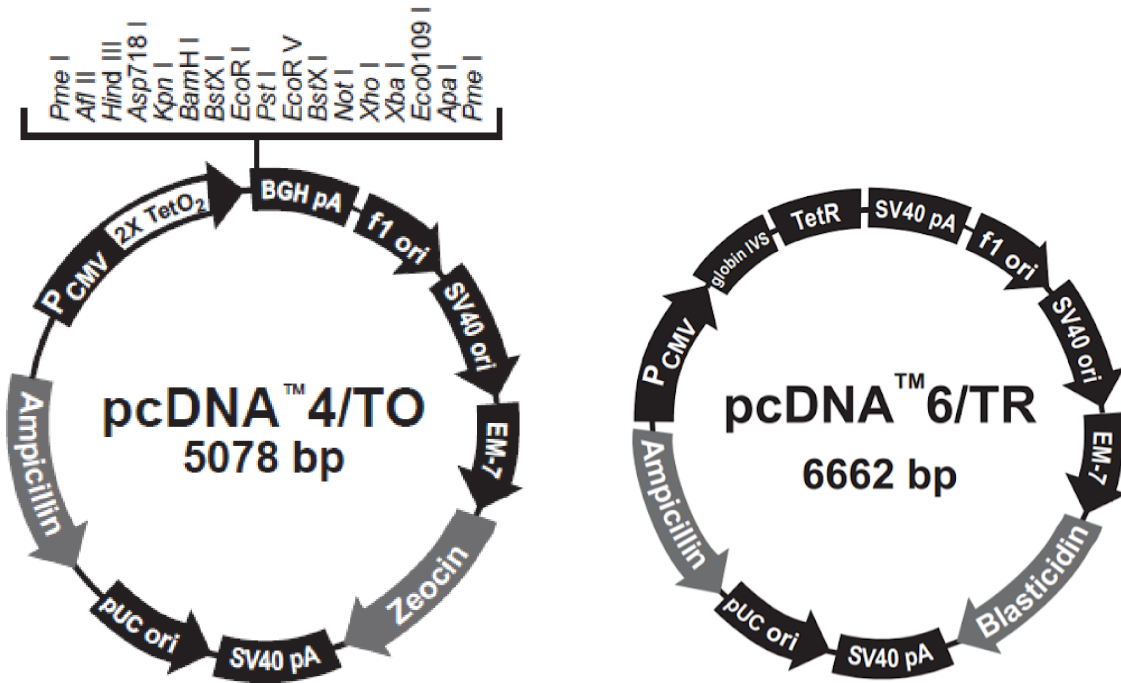 Pme I
Afl II
Hind III
Asp718 I
Kpn I
BamH I
BstX I
EcoR I
Pst I
EcoR V
BstX I
Not I
Xho I
Xba I
Eco0109 I
Apa I
Pme I
PCMV
2X TetO2
BGH pA
f1 ori
SV40 ori
EM-7
Zeocin
SV40 pA
pUC ori
Ampicillin
pcDNA™4/TO
5078 bp
PCMV
globin IVS
TetR
SV40 pA
f1 ori
SV40 ori
EM-7
Blasticidin
SV40 pA
pUC ori
Ampicillin
pcDNA™6/TR
6662 bp